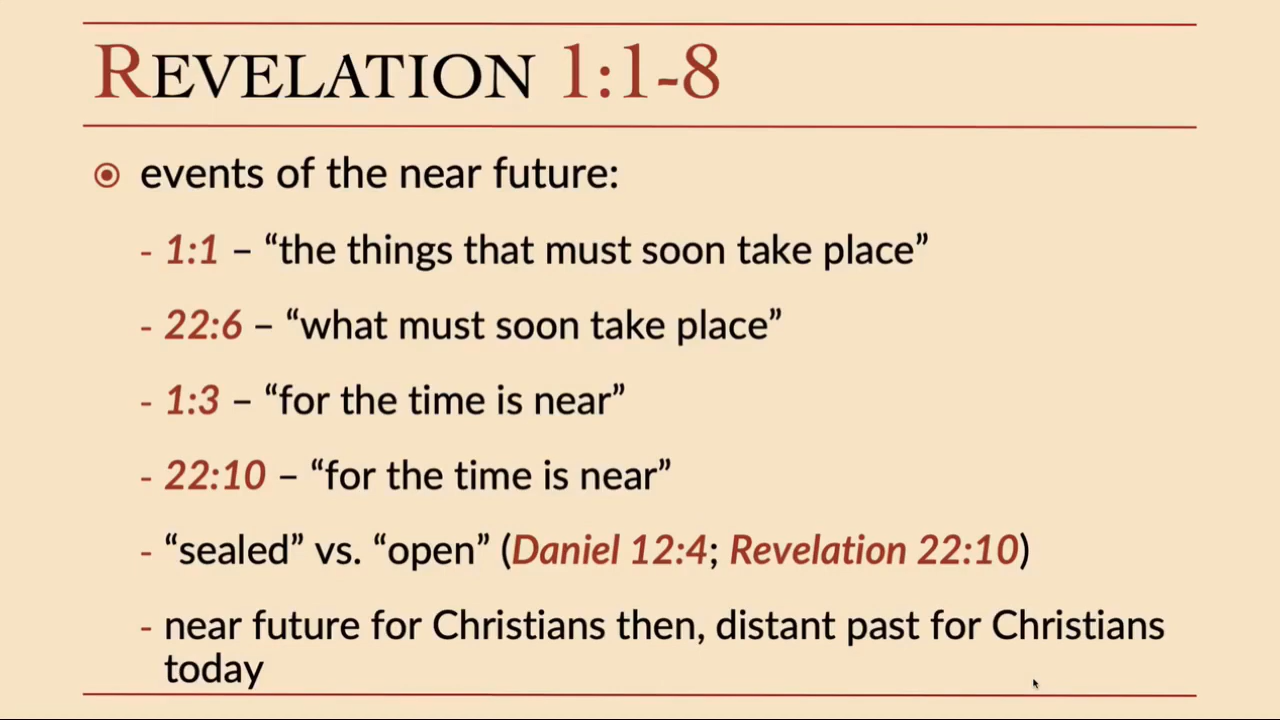 REVELATION 1:1-8
events of the near future:
- 1:1 – “the things that must soon take place”
- 22:6 – “what must soon take place”
- 1:3 – “for the time is near”
- 22:10 – “for the time is near”
- “sealed” vs. “open” (Daniel 12:4; Revelation 22:10)
- near future for Christians then, distant past for Christians
today